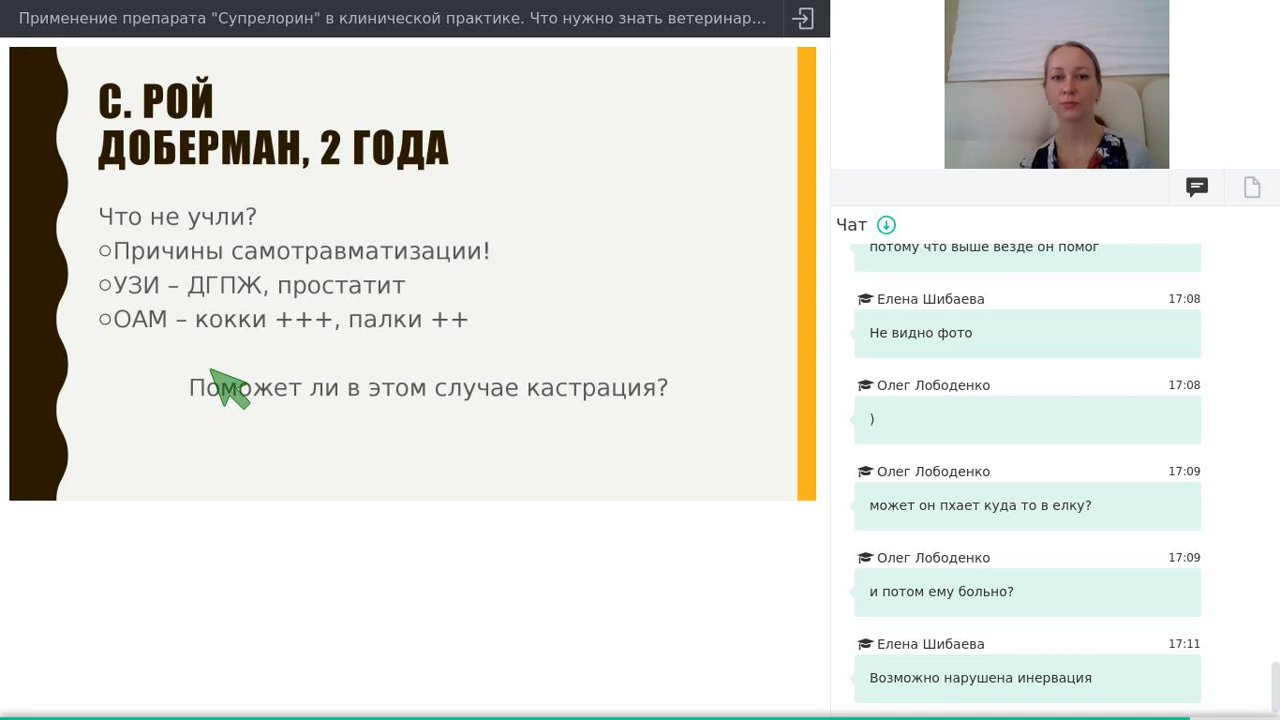 Применение препарата "Супрелорин" в клинической практике. Что нужно знать ветеринар...
С. РОЙ
ДОБЕРМАН, 2 ГОДА
Что не учли?
○Причины самотравматизации!
○УЗИ – ДГПЖ, простатит
○ОАМ – кокки +++, палки ++
Поможет ли в этом случае кастрация?
Чат
потому что выше везде он помог
Елена Шибаева 17:08
Не видно фото
Олег Лободенко 17:08
)
Олег Лободенко 17:09
может он пхает куда то в елку?
Олег Лободенко 17:09
и потом ему больно?
Елена Шибаева 17:11
Возможно нарушена инервация